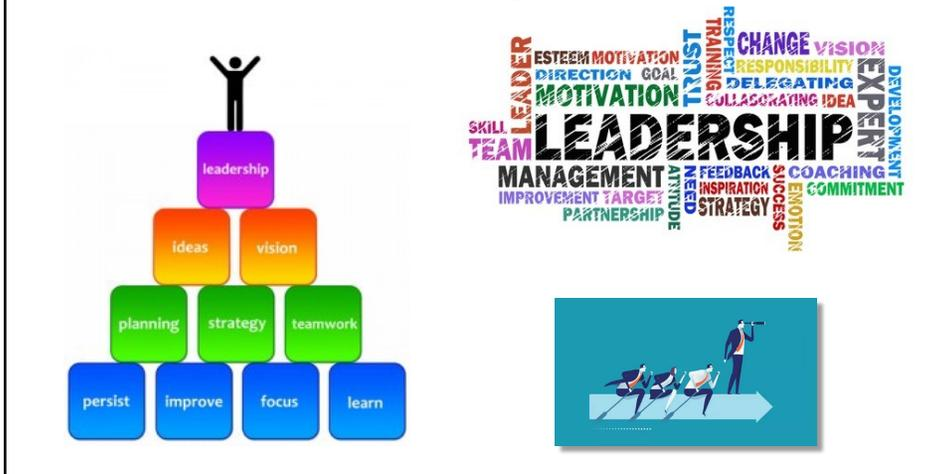 leadership
ideas vision
planning strategy teamwork
persist improve focus learn
LEADER
ESTEEM MOTIVATION
DIRECTION GOAL
MOTIVATION
TRUST
TRAINING
RESPECT
CHANGE VISION
RESPONSIBILITY
DELEGATING
COLLABORATING IDEA
EXPERT
DEVELOPMENT
SKILL
TEAM
LEADERSHIP
MANAGEMENT
IMPROVEMENT TARGET
PARTNERSHIP
ATTITUDE
NEED
FEEDBACK
INSPIRATION
STRATEGY
SUCCESS
EMOTION
COACHING
COMMITMENT